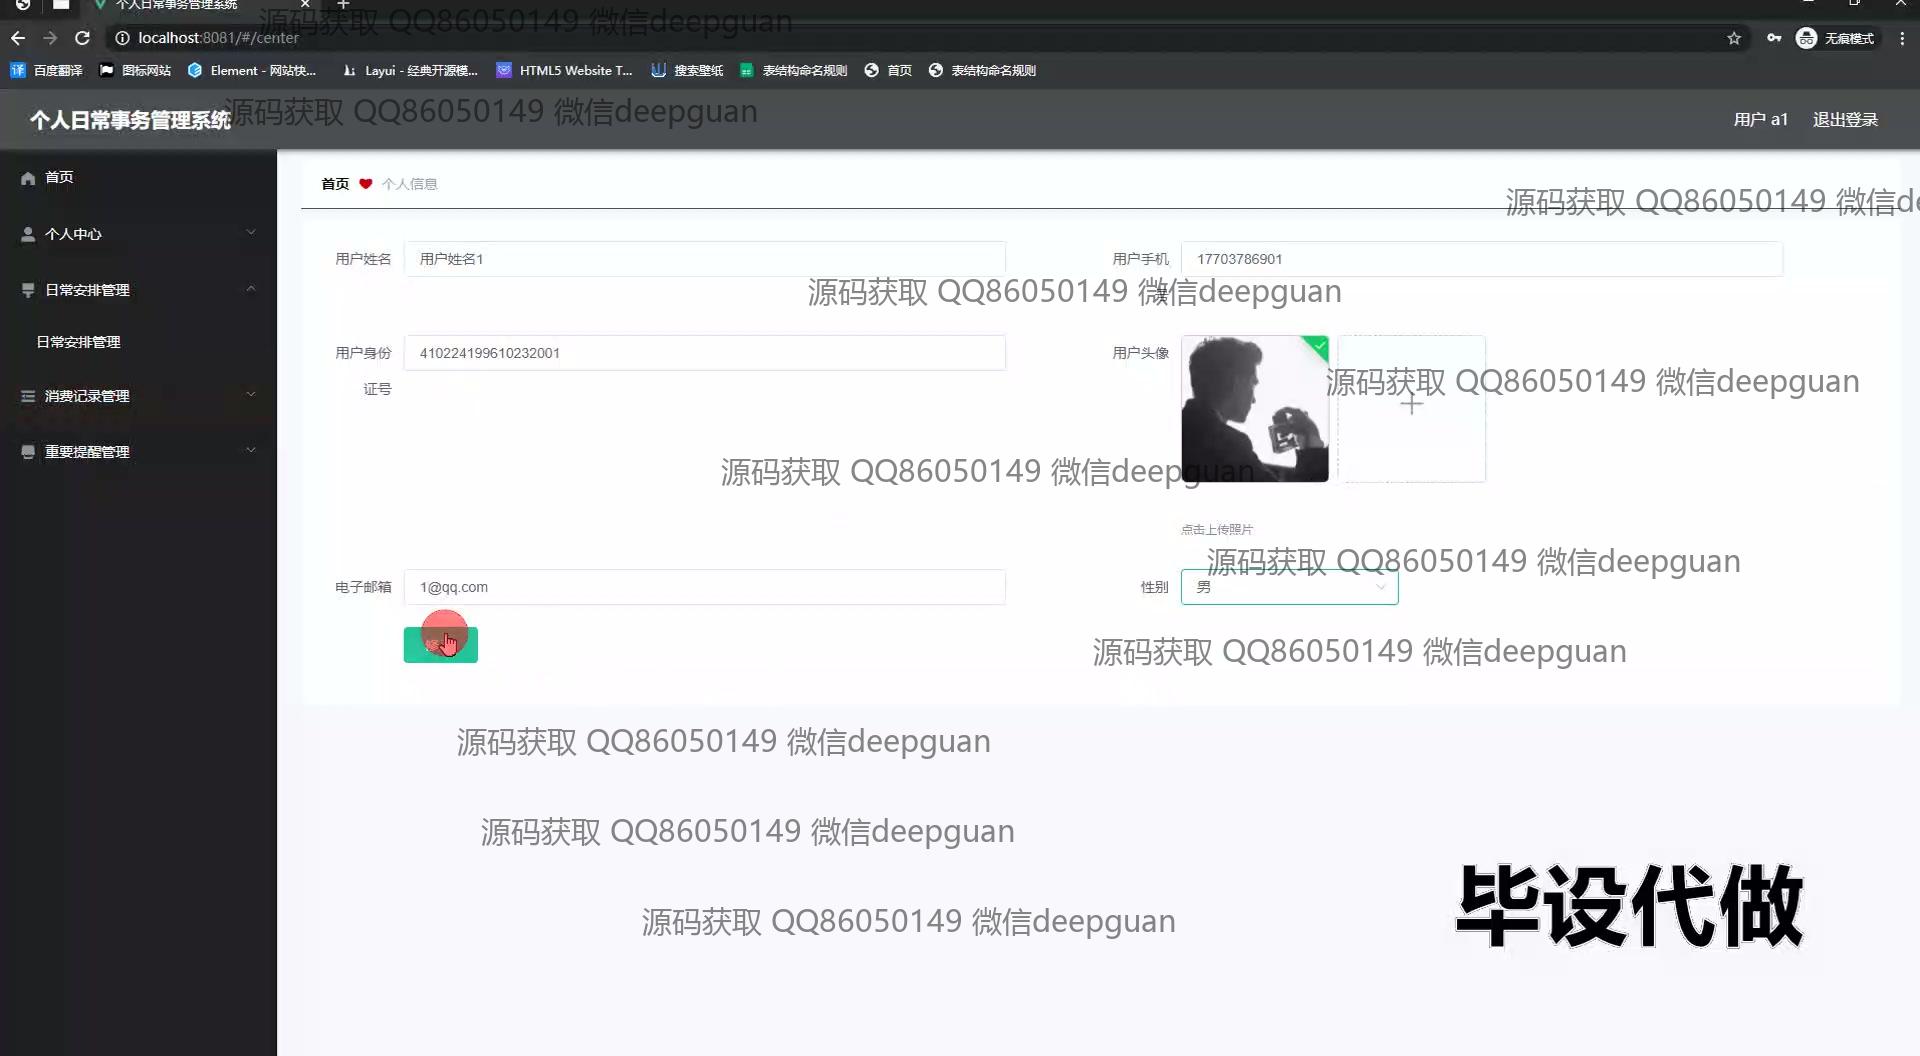 个人日常事务管理系统
源码获取 QQ86050149 微信deepguan
localhost:8081/#/center
无痕模式
百度翻译 图标网站 Element - 网站快... Layui - 经典开源模... HTML5 Website T... 搜索壁纸 表结构命名规则 首页 表结构命名规则
个人日常事务管理系统
源码获取 QQ86050149 微信deepguan
用户 a1 退出登录
首页
个人中心
日常安排管理
日常安排管理
消费记录管理
重要提醒管理
首页 个人信息
源码获取 QQ86050149 微信de
用户姓名 用户姓名1
用户手机 17703786901
源码获取 QQ86050149 微信deepguan
用户身份证号 410224199610232001
用户头像
源码获取 QQ86050149 微信deepguan
源码获取 QQ86050149 微信deepguan
点击上传照片
源码获取 QQ86050149 微信deepguan
电子邮箱 1@qq.com
性别 男
源码获取 QQ86050149 微信deepguan
源码获取 QQ86050149 微信deepguan
源码获取 QQ86050149 微信deepguan
毕设代做
源码获取 QQ86050149 微信deepguan